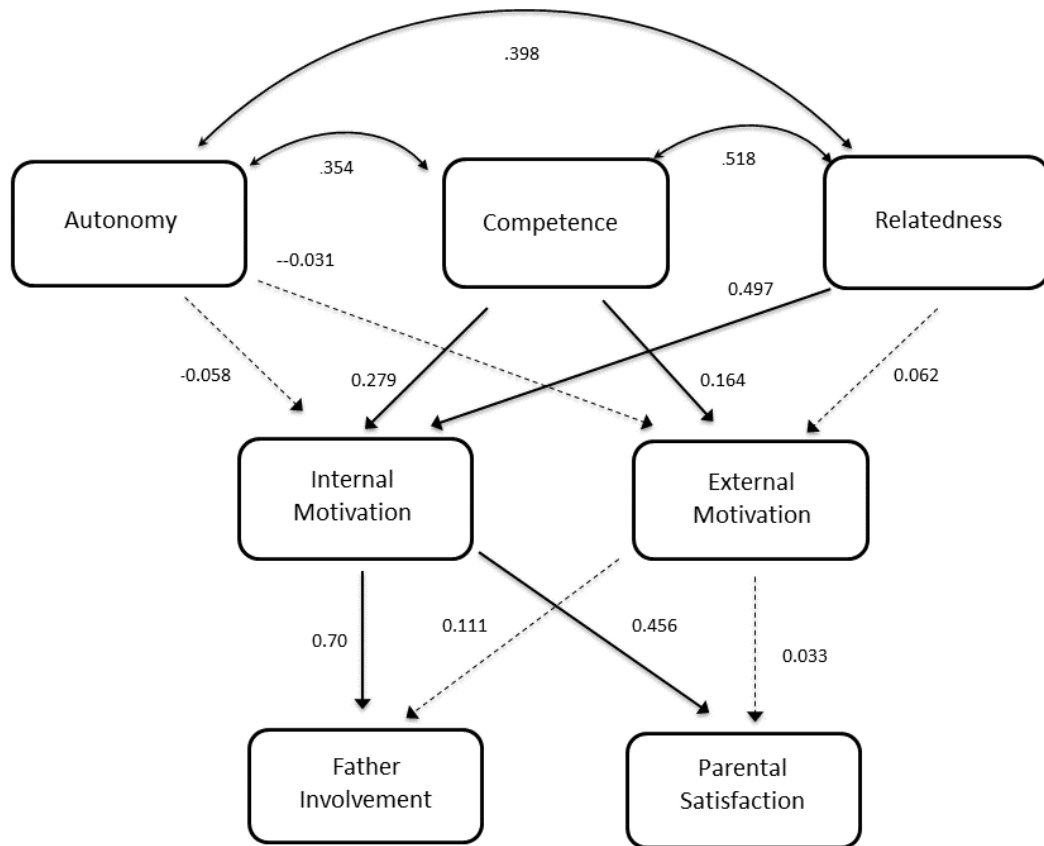 .398
.354
.518
Autonomy
Competence
Relatedness
--0.031
0.497
-0.058
0.279
0.164
0.062
Internal
Motivation
External
Motivation
0.70
0.111
0.456
0.033
Father
Involvement
Parental
Satisfaction